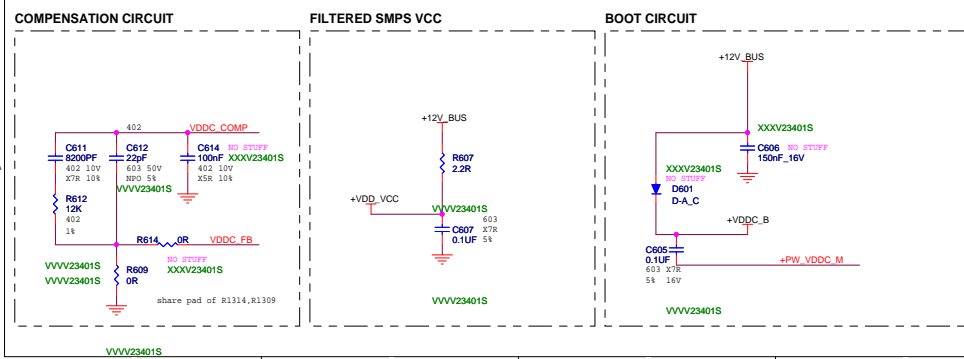 COMPENSATION CIRCUIT
402
VDDC_COMP
C611
8200PF
402 10V
X7R 10%
C612
22pF
603 50V
NPO 5%
VVVV23401S
C614
NO STUFF
100nF
XXXV23401S
402 10V
X5R 10%
R612
12K
402
1%
R614
0R
VDDC_FB
NO STUFF
XXXV23401S
VVVV23401S
VVVV23401S
R609
0R
share pad of R1314,R1309
VVVV23401S
FILTERED SMPS VCC
+12V_BUS
R607
2.2R
+VDD_VCC
VVVV23401S
603
X7R
5%
C607
0.1UF
VVVV23401S
BOOT CIRCUIT
+12V_BUS
XXXV23401S
C606
NO STUFF
150nF_16V
XXXV23401S
NO STUFF
D601
D-A_C
+VDDC_B
C605
0.1UF
603 X7R
5% 16V
+PW_VDDC_M
VVVV23401S